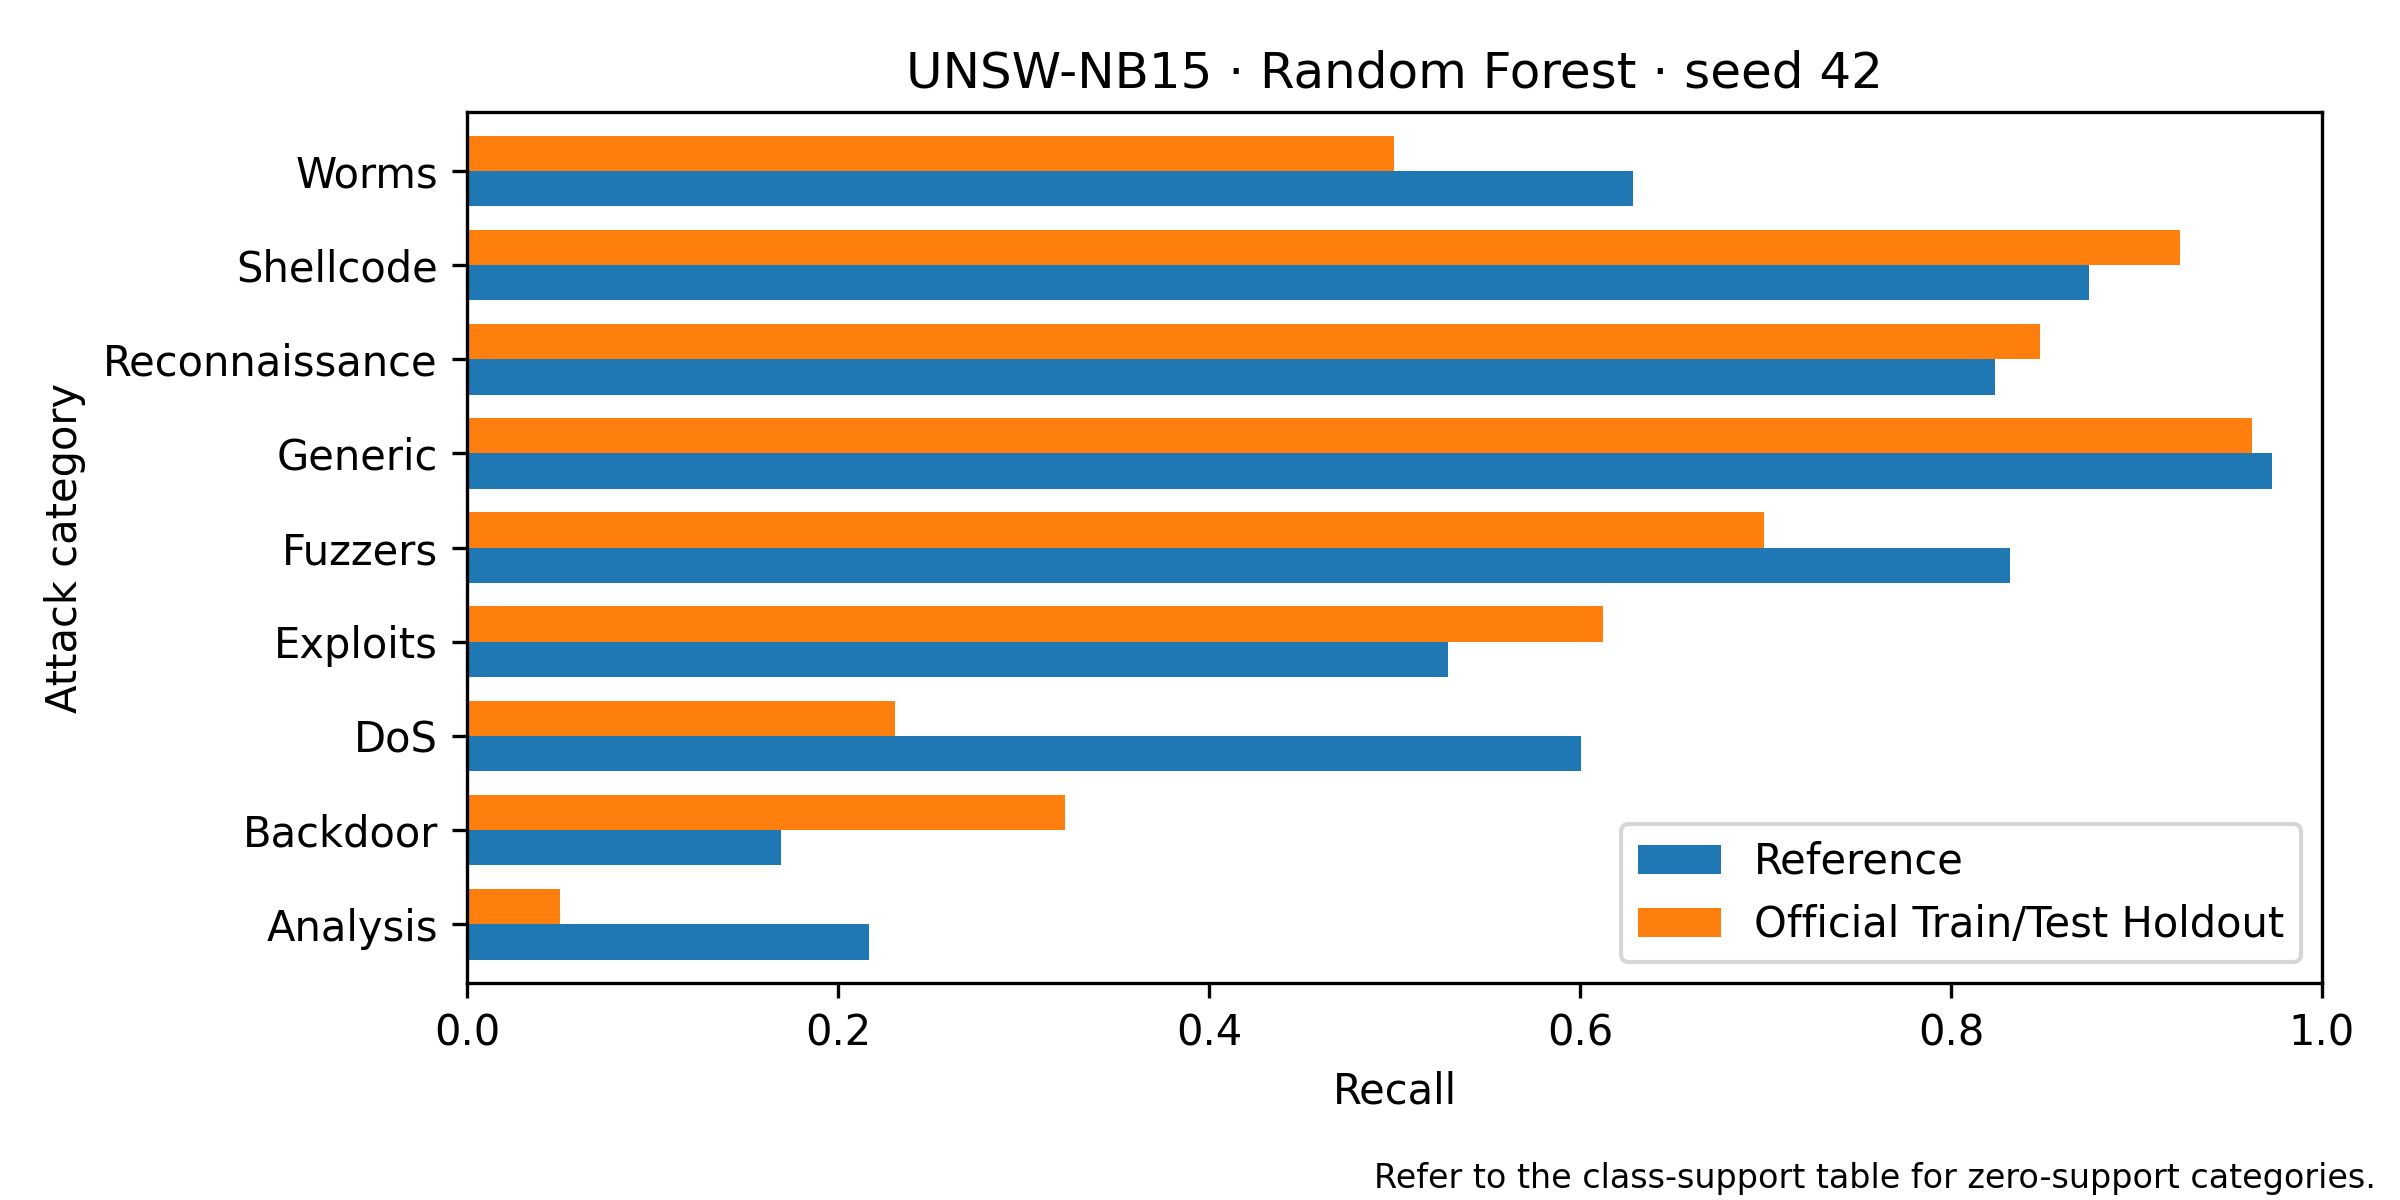 UNSW-NB15 · Random Forest · seed 42
Attack category
Worms
Shellcode
Reconnaissance
Generic
Fuzzers
Exploits
DoS
Backdoor
Analysis
Reference
Official Train/Test Holdout
0.0 0.2 0.4 0.6 0.8 1.0
Recall
Refer to the class-support table for zero-support categories.